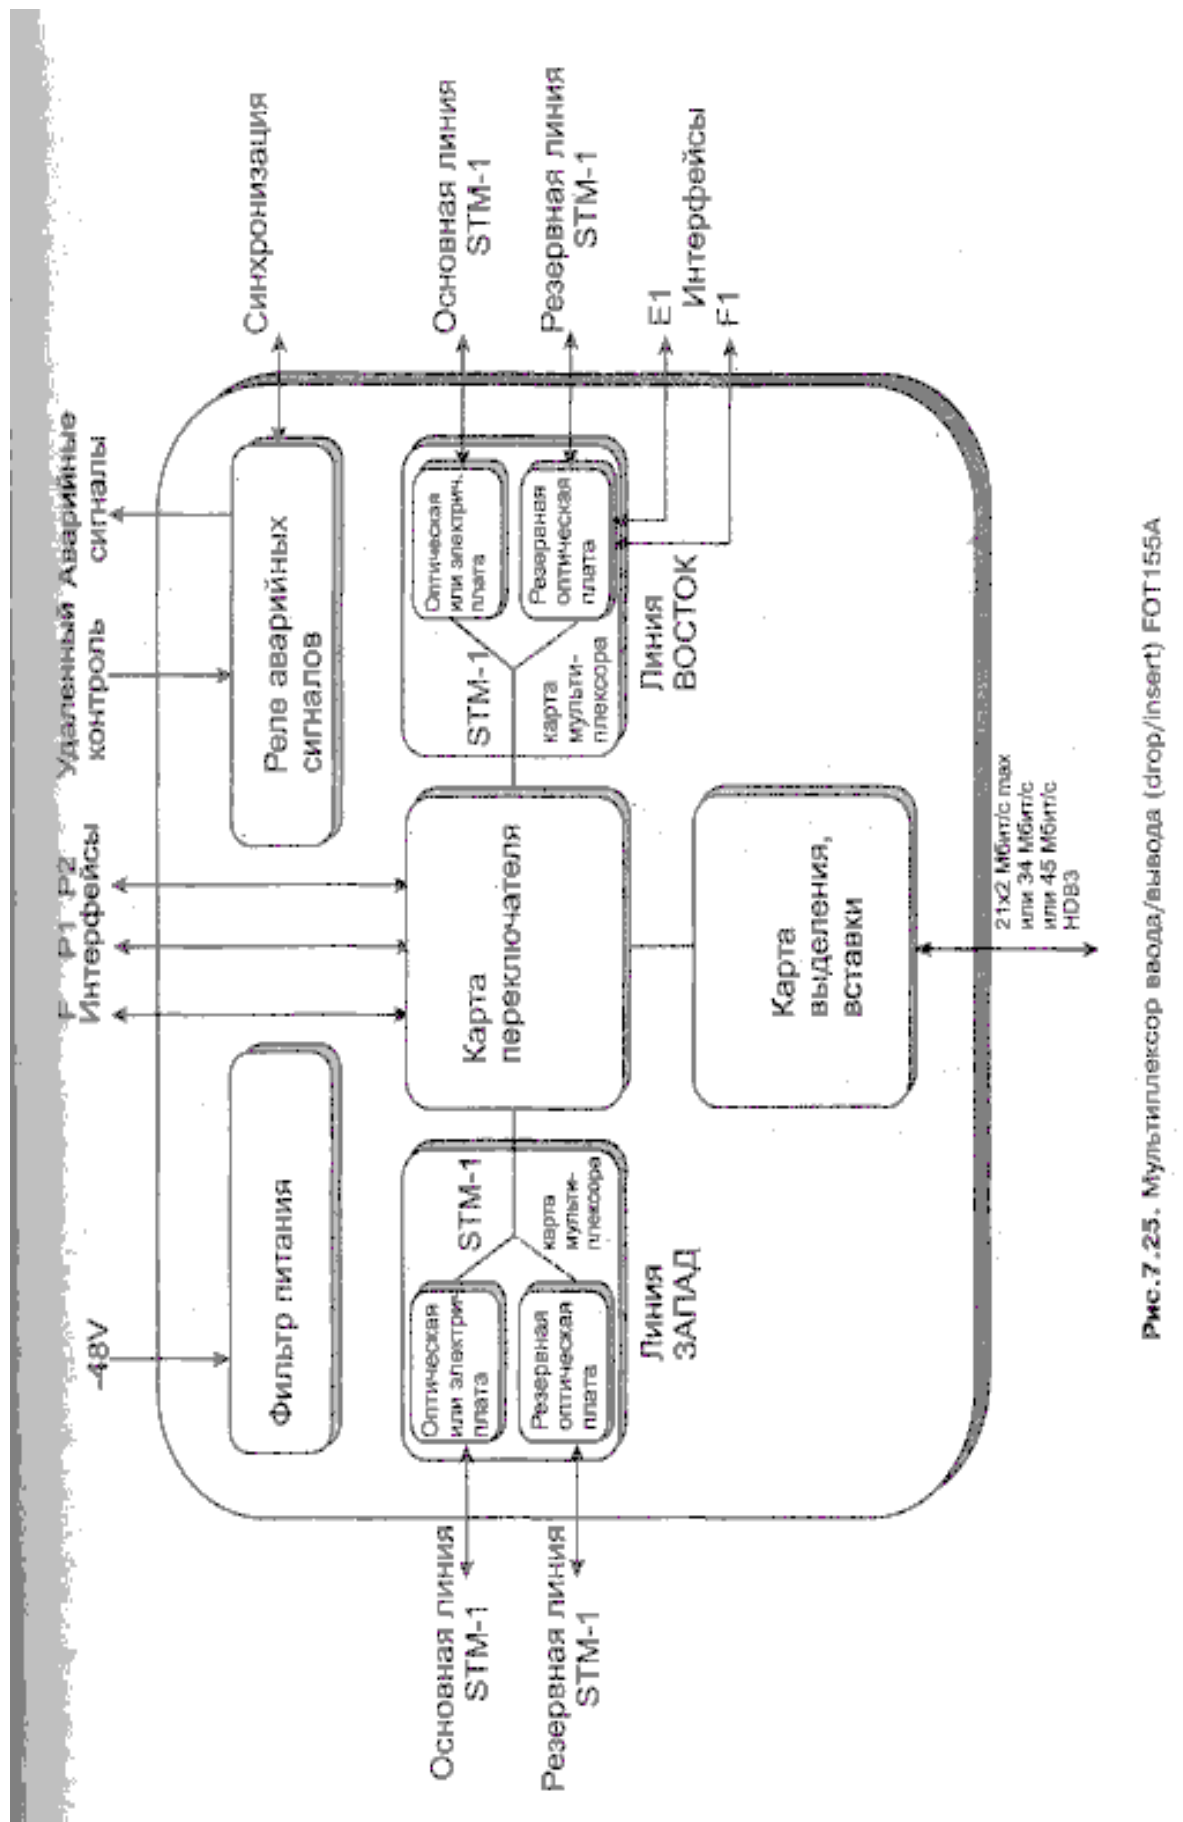 -48V
F P1 P2
Интерфейсы
Удаленный
контроль
Аварийные
сигналы
Синхронизация
Фильтр питания
Реле аварийных
сигналов
Основная линия
STM-1
Резервная линия
STM-1
Оптическая
или электри-
плата
Резервная
оптическая
плата
STM-1
карта
мульти-
плексора
Линия
ЗАПАД
Карта
переключателя
STM-1
карта
мульти-
плексора
Оптическая
или электрич.
плата
Резервная
оптическая
плата
Линия
ВОСТОК
Основная линия
STM-1
Резервная линия
STM-1
E1
Интерфейсы
F1
Карта
выделения,
вставки
21x2 Мбит/с max
или 34 Мбит/с
или 45 Мбит/с
HDB3
Рис.7.25. Мультиплексор ввода/вывода (drop/insert) FOT155A